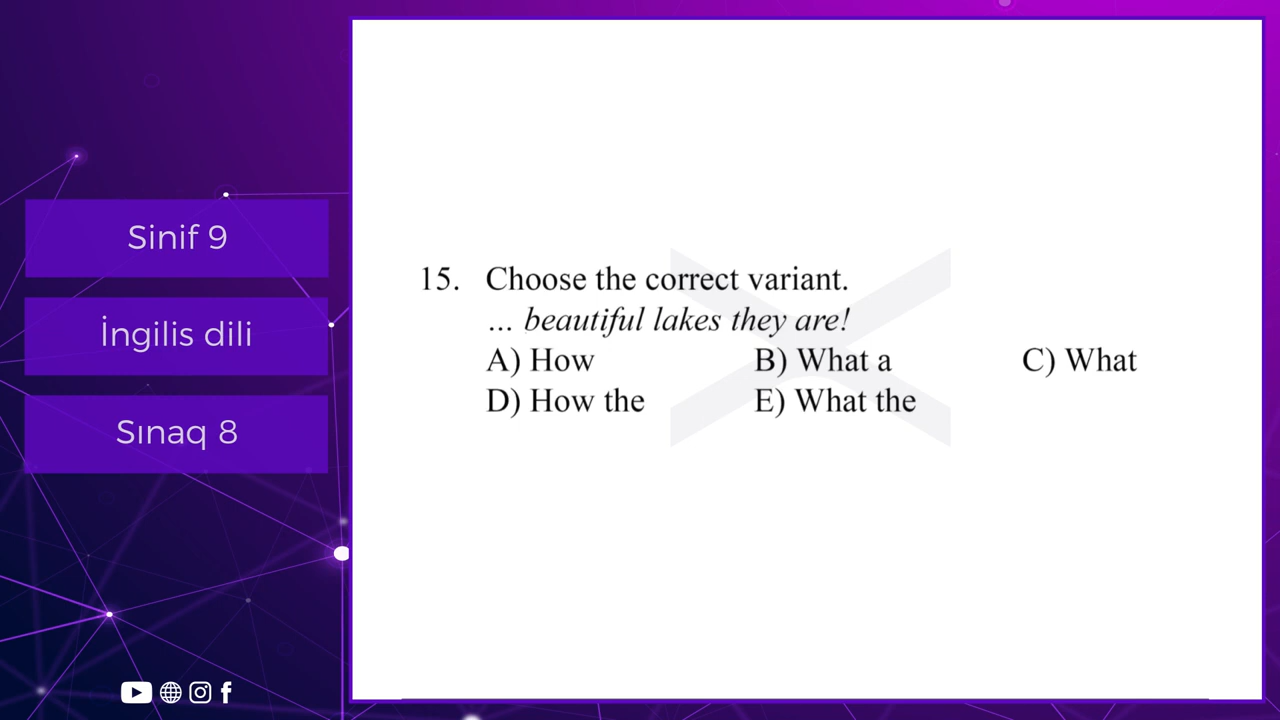 Sinif 9
İngilis dili
Sınaq 8
15. Choose the correct variant.
... beautiful lakes they are!
A) How B) What a C) What
D) How the E) What the